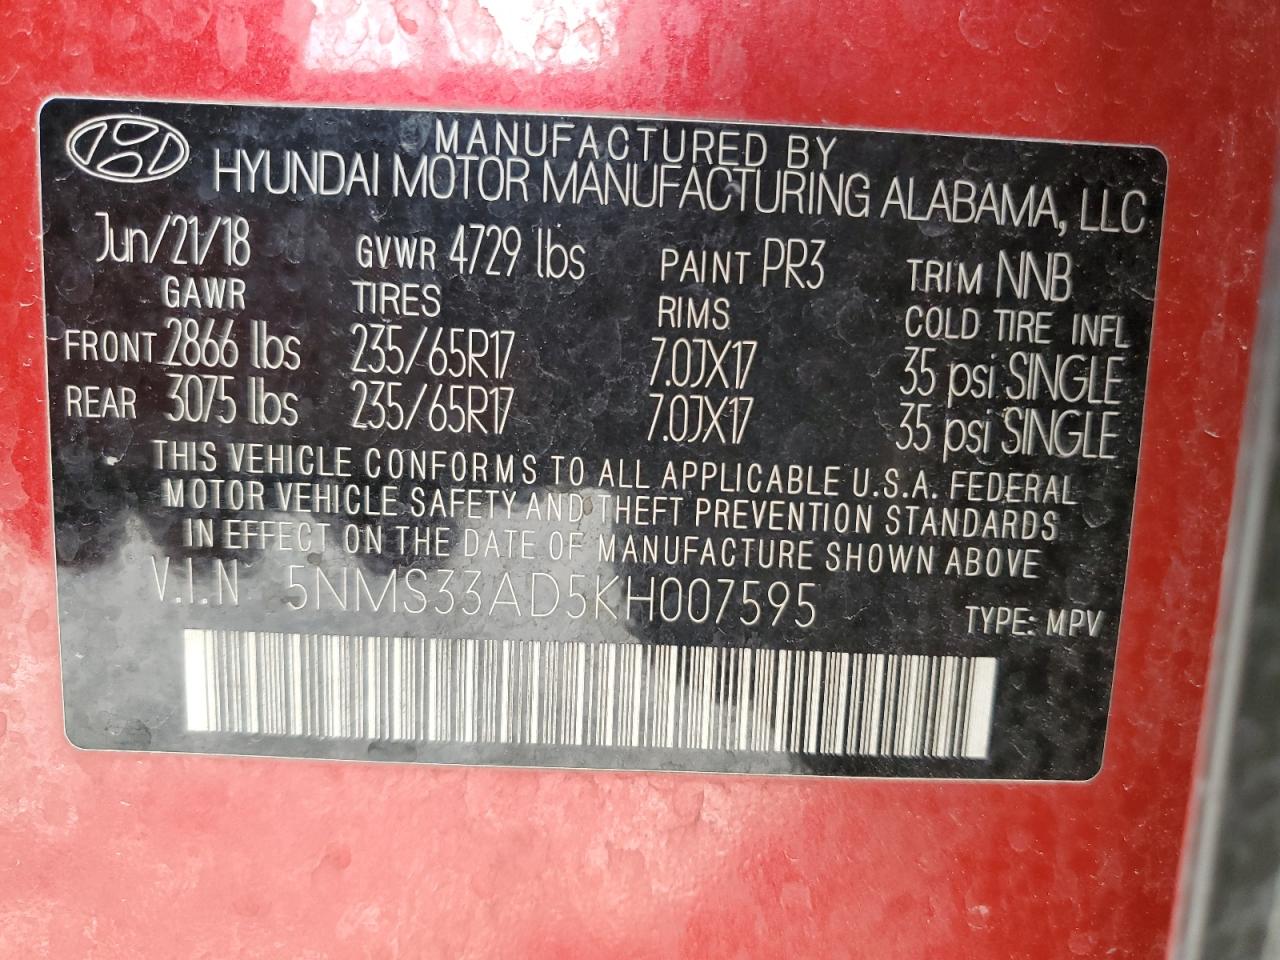 MANUFACTURED BY
HYUNDAI MOTOR MANUFACTURING ALABAMA, LLC
Jun/21/18 GVWR 4729 lbs PAINT PR3 TRIM NNB
GAWR TIRES RIMS COLD TIRE INFL
FRONT 2866 lbs 235/65R17 7.0JX17 35 psi SINGLE
REAR 3075 lbs 235/65R17 7.0JX17 35 psi SINGLE
THIS VEHICLE CONFORMS TO ALL APPLICABLE U.S.A. FEDERAL
MOTOR VEHICLE SAFETY AND THEFT PREVENTION STANDARDS
IN EFFECT ON THE DATE OF MANUFACTURE SHOWN ABOVE
V.I.N 5NMS33AD5KH007595 TYPE: MPV